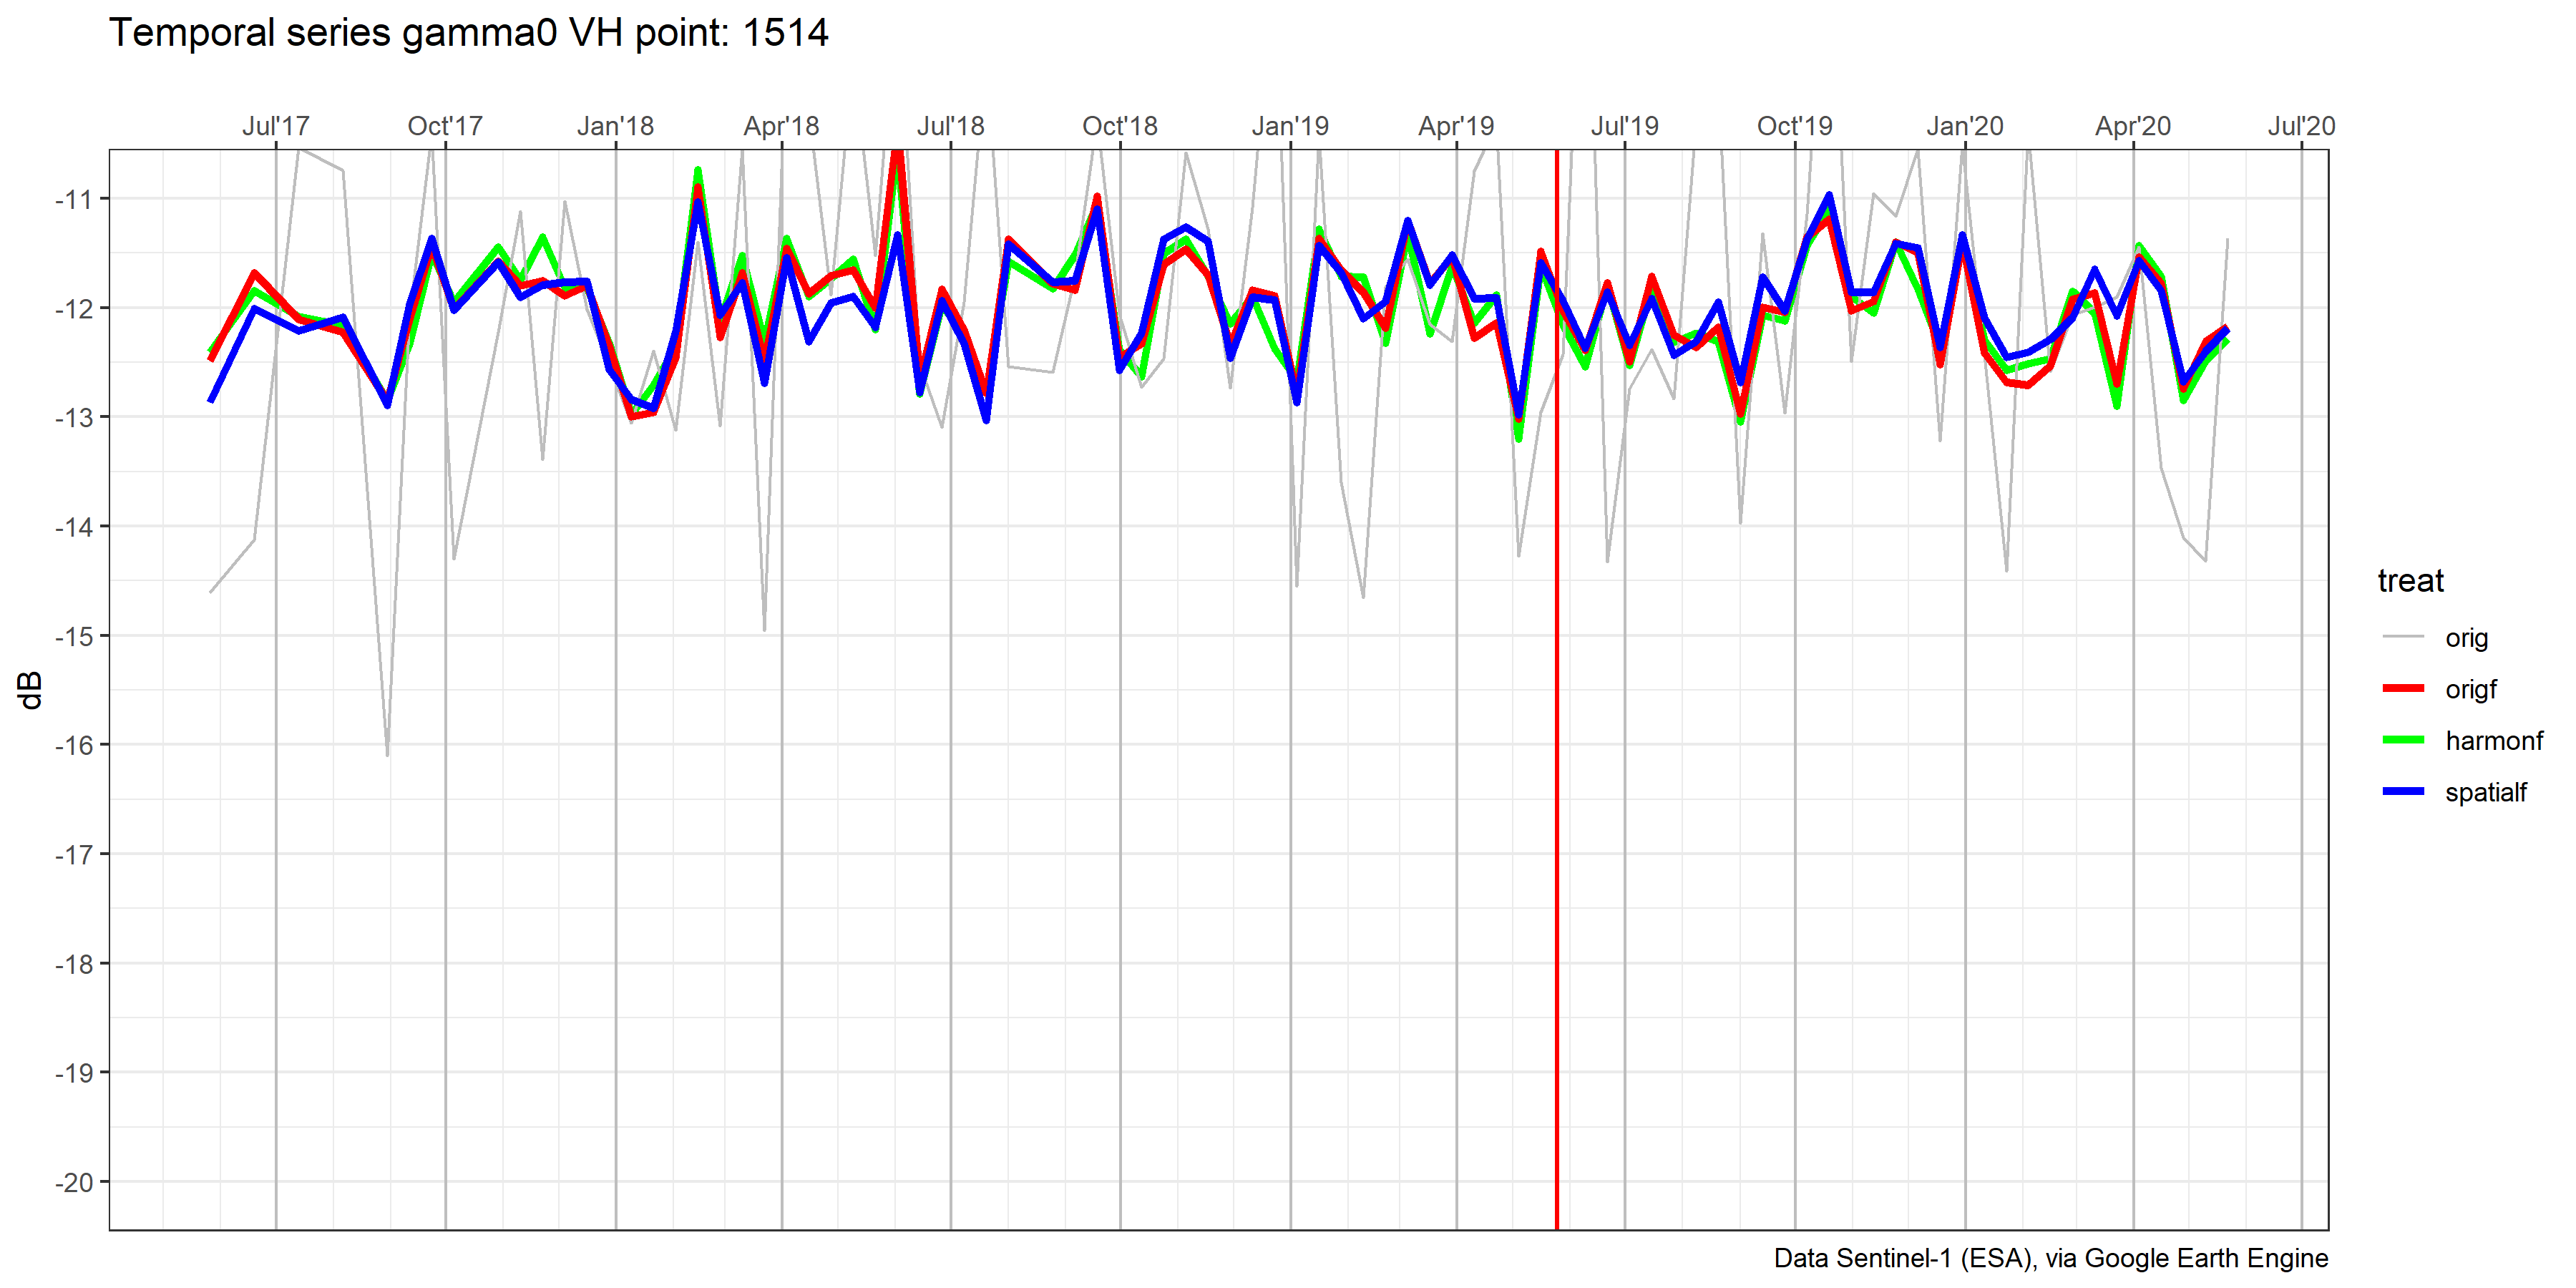 Temporal series gamma0 VH point: 1514
Jul'17 Oct'17 Jan'18 Apr'18 Jul'18 Oct'18 Jan'19 Apr'19 Jul'19 Oct'19 Jan'20 Apr'20 Jul'20
-11
-12
-13
-14
-15
-16
-17
-18
-19
-20
dB
treat
orig
origf
harmonf
spatialf
Data Sentinel-1 (ESA), via Google Earth Engine